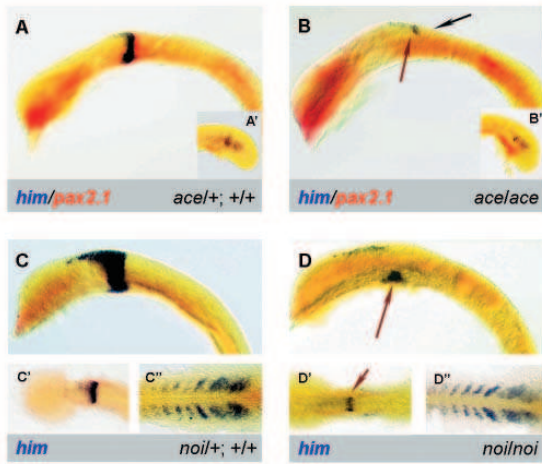 A
B
A'
B'
him/pax2.1
ace/+; +/+
him/pax2.1
ace/ace
C
D
C'
C"
D'
D"
him
noi/+; +/+
him
noi/noi